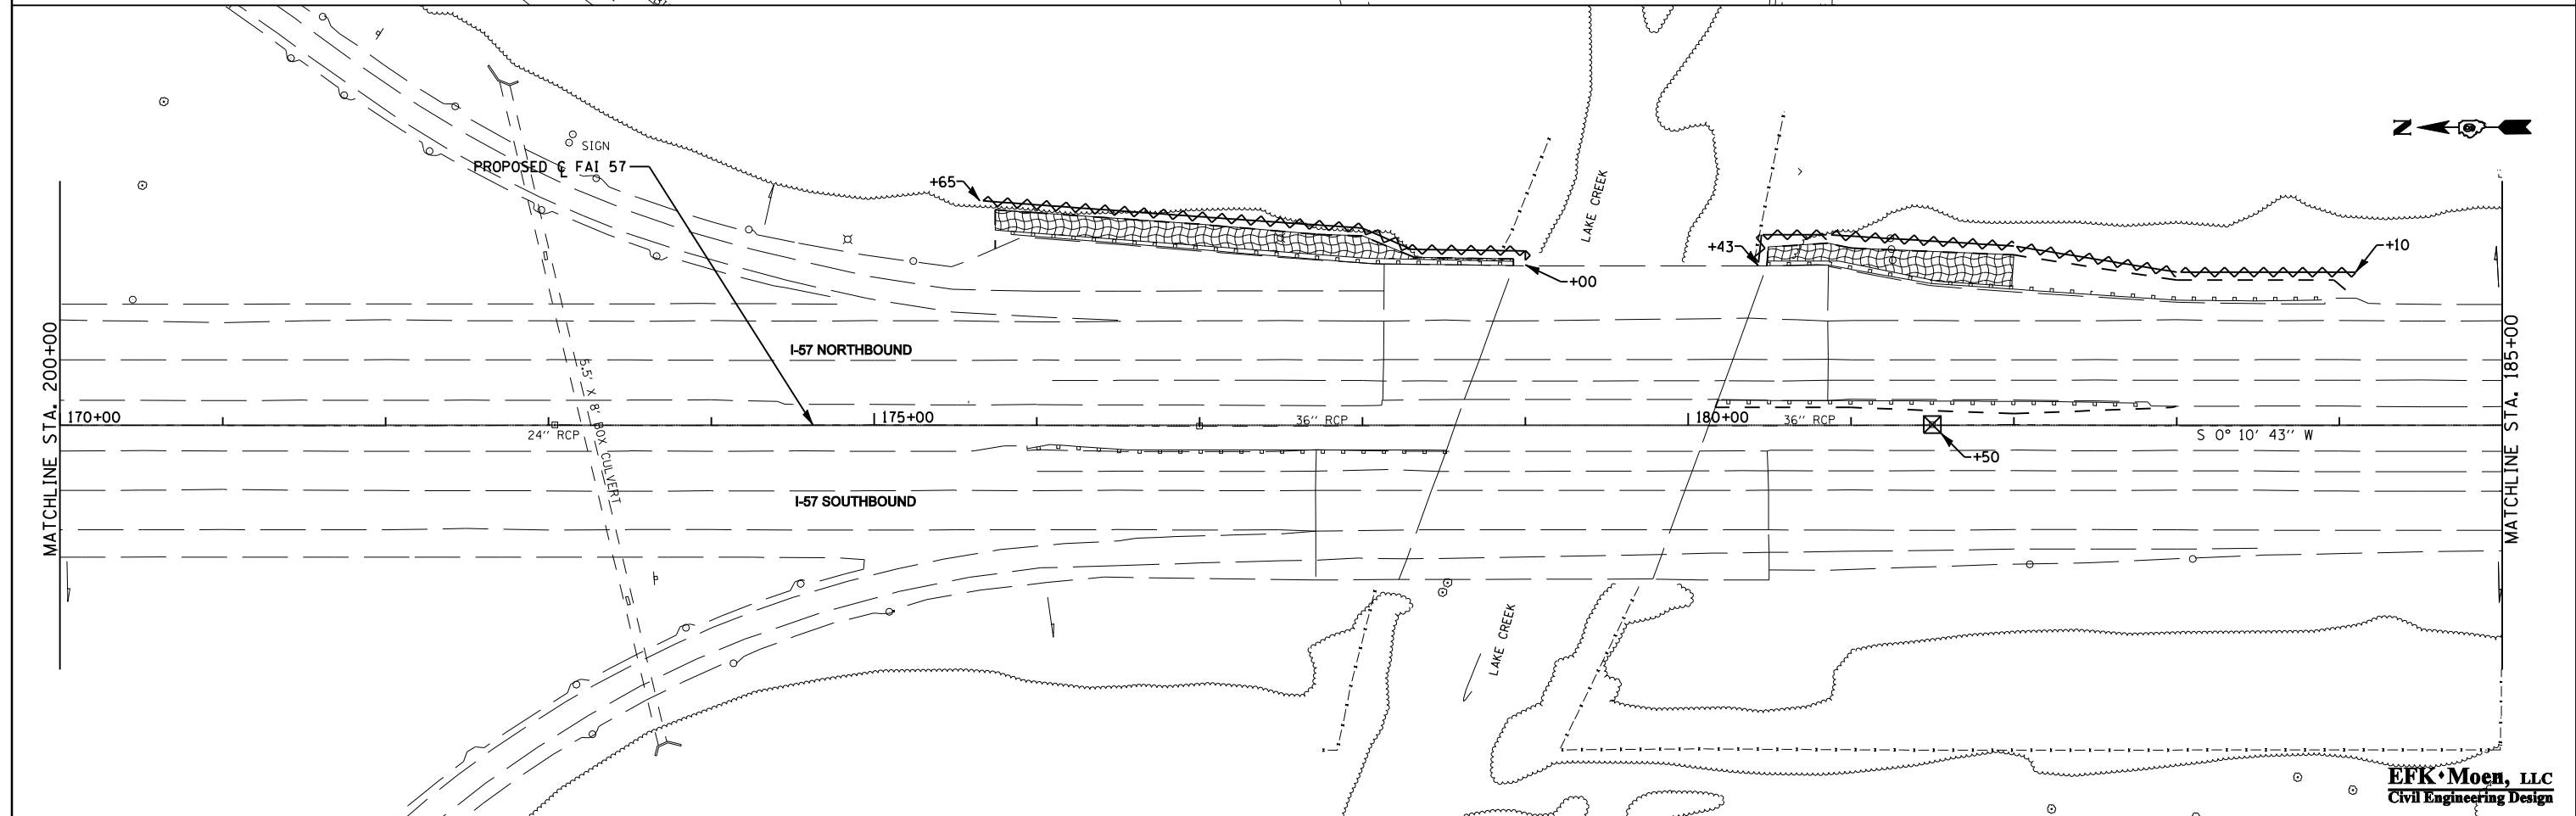 N
SIGN
PROPOSED ℄ FAI 57
+65
LAKE CREEK
+43
+10
+00
I-57 NORTHBOUND
MATCHLINE STA. 200+00
MATCHLINE STA. 185+00
5.5' X 8' BOX CULVERT
170+00
175+00
180+00
24'' RCP
36'' RCP
36'' RCP
S 0° 10' 43'' W
+50
I-57 SOUTHBOUND
LAKE CREEK
EFK♦Moen, LLC
Civil Engineering Design